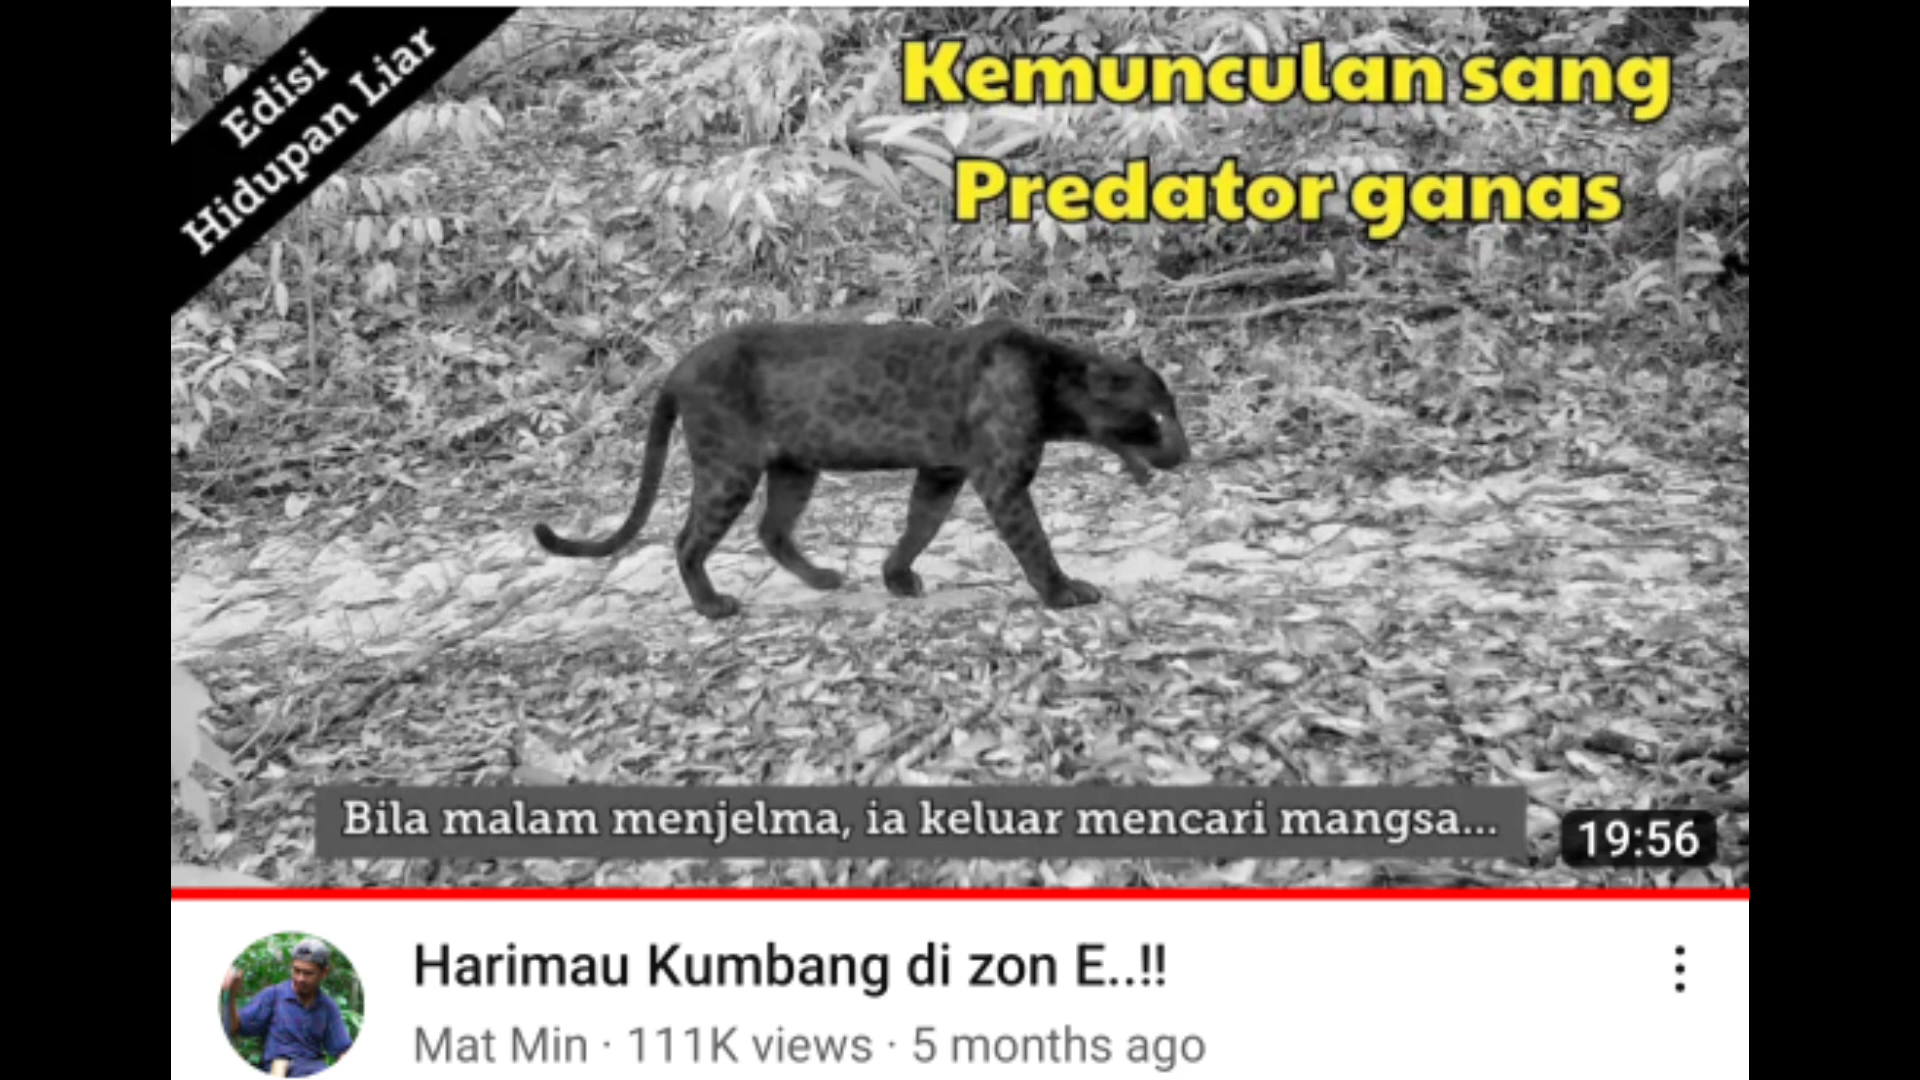 Edisi
Hidupan Liar
Kemunculan sang
Predator ganas
Bila malam menjelma, ia keluar mencari mangsa...
19:56
Harimau Kumbang di zon E..!!
Mat Min · 111K views · 5 months ago